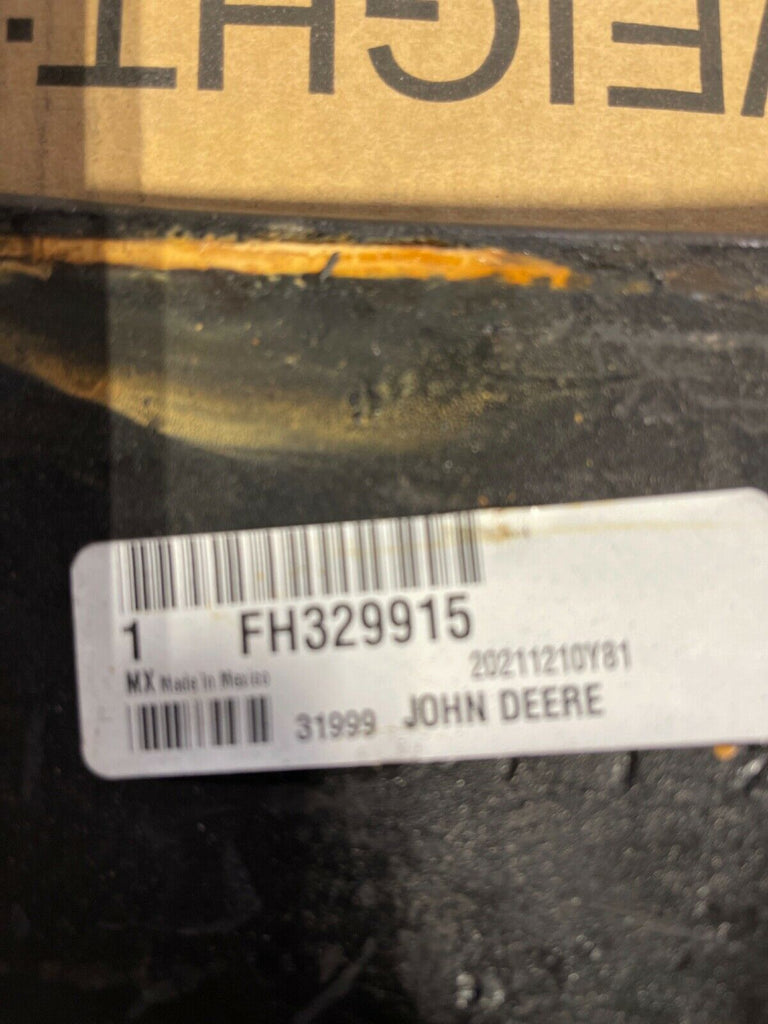 WEIGHT.
1 FH329915
20211210Y81
MX Made In Mexico
31999 JOHN DEERE